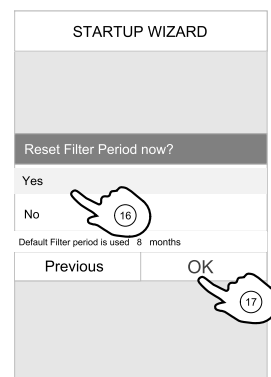 STARTUP WIZARD
Reset Filter Period now?
Yes
No
16
Default Filter period is used 8 months
Previous
OK
17